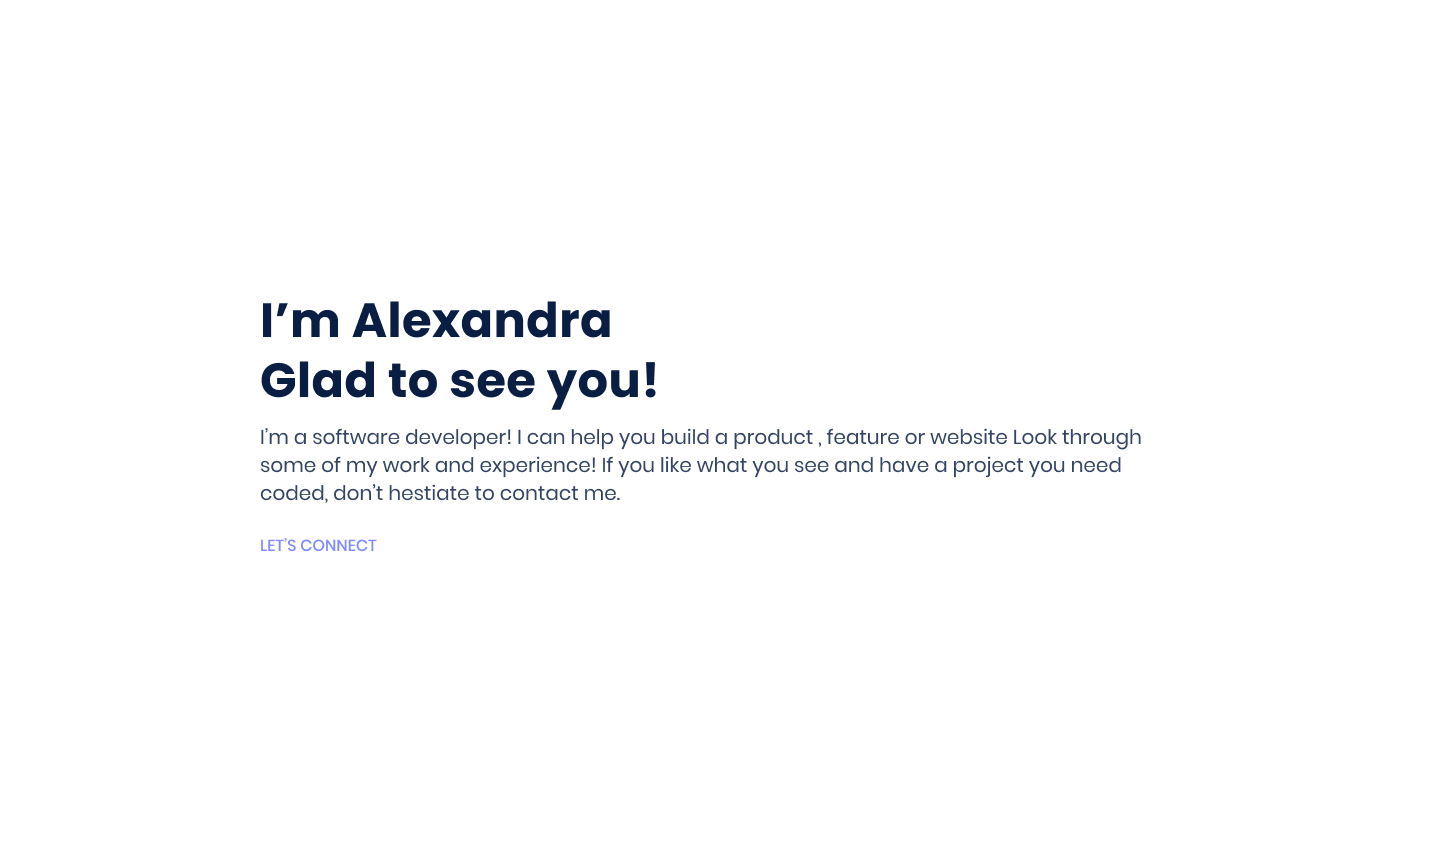 I’m Alexandra
Glad to see you!
I’m a software developer! I can help you build a product , feature or website Look through
some of my work and experience! If you like what you see and have a project you need
coded, don’t hestiate to contact me.
LET’S CONNECT